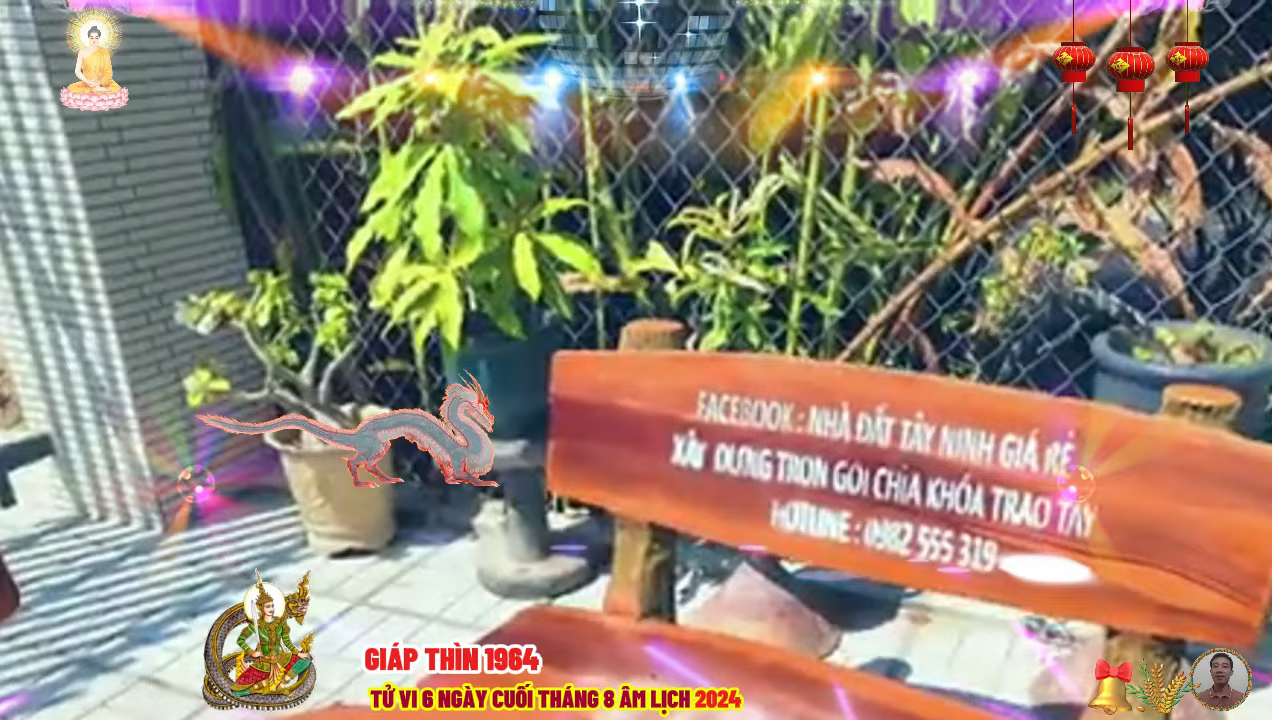 FACEBOOK : NHÀ ĐẤT TÂY NINH GIÁ RẺ
XÂY DỰNG TRỌN GÓI CHÌA KHÓA TRAO TAY
HOTLINE : 0982 555 319
GIÁP THÌN 1964
TỬ VI 6 NGÀY CUỐI THÁNG 8 ÂM LỊCH 2024